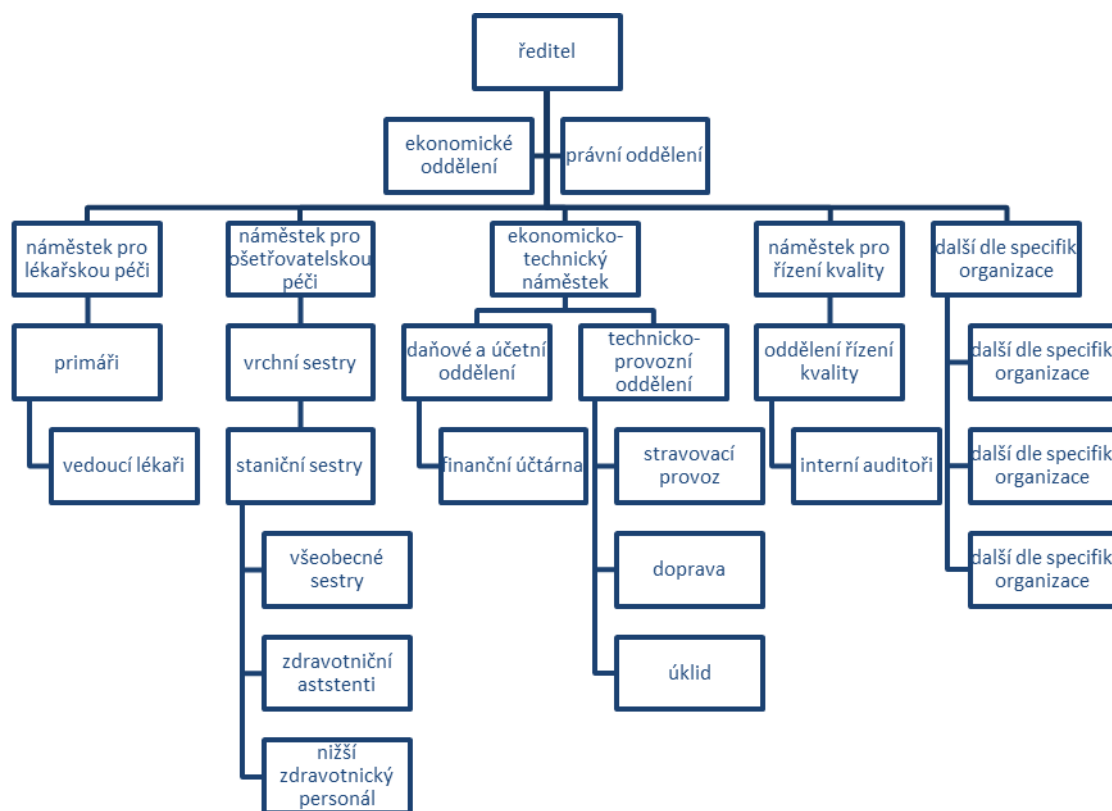 ředitel
ekonomické
oddělení
právní oddělení
náměstek pro
lékařskou péči
náměstek pro
ošetřovatelskou
péči
ekonomicko-
technický
náměstek
náměstek pro
řízení kvality
další dle specifik
organizace
primáři
vrchní sestry
daňové a účetní
oddělení
technicko-
provozní
oddělení
oddělení řízení
kvality
další dle specifik
organizace
vedoucí lékaři
staniční sestry
finanční účtárna
stravovací
provoz
interní auditoři
další dle specifik
organizace
všeobecné
sestry
doprava
další dle specifik
organizace
zdravotniční
aststenti
úklid
nižší
zdravotnický
personál